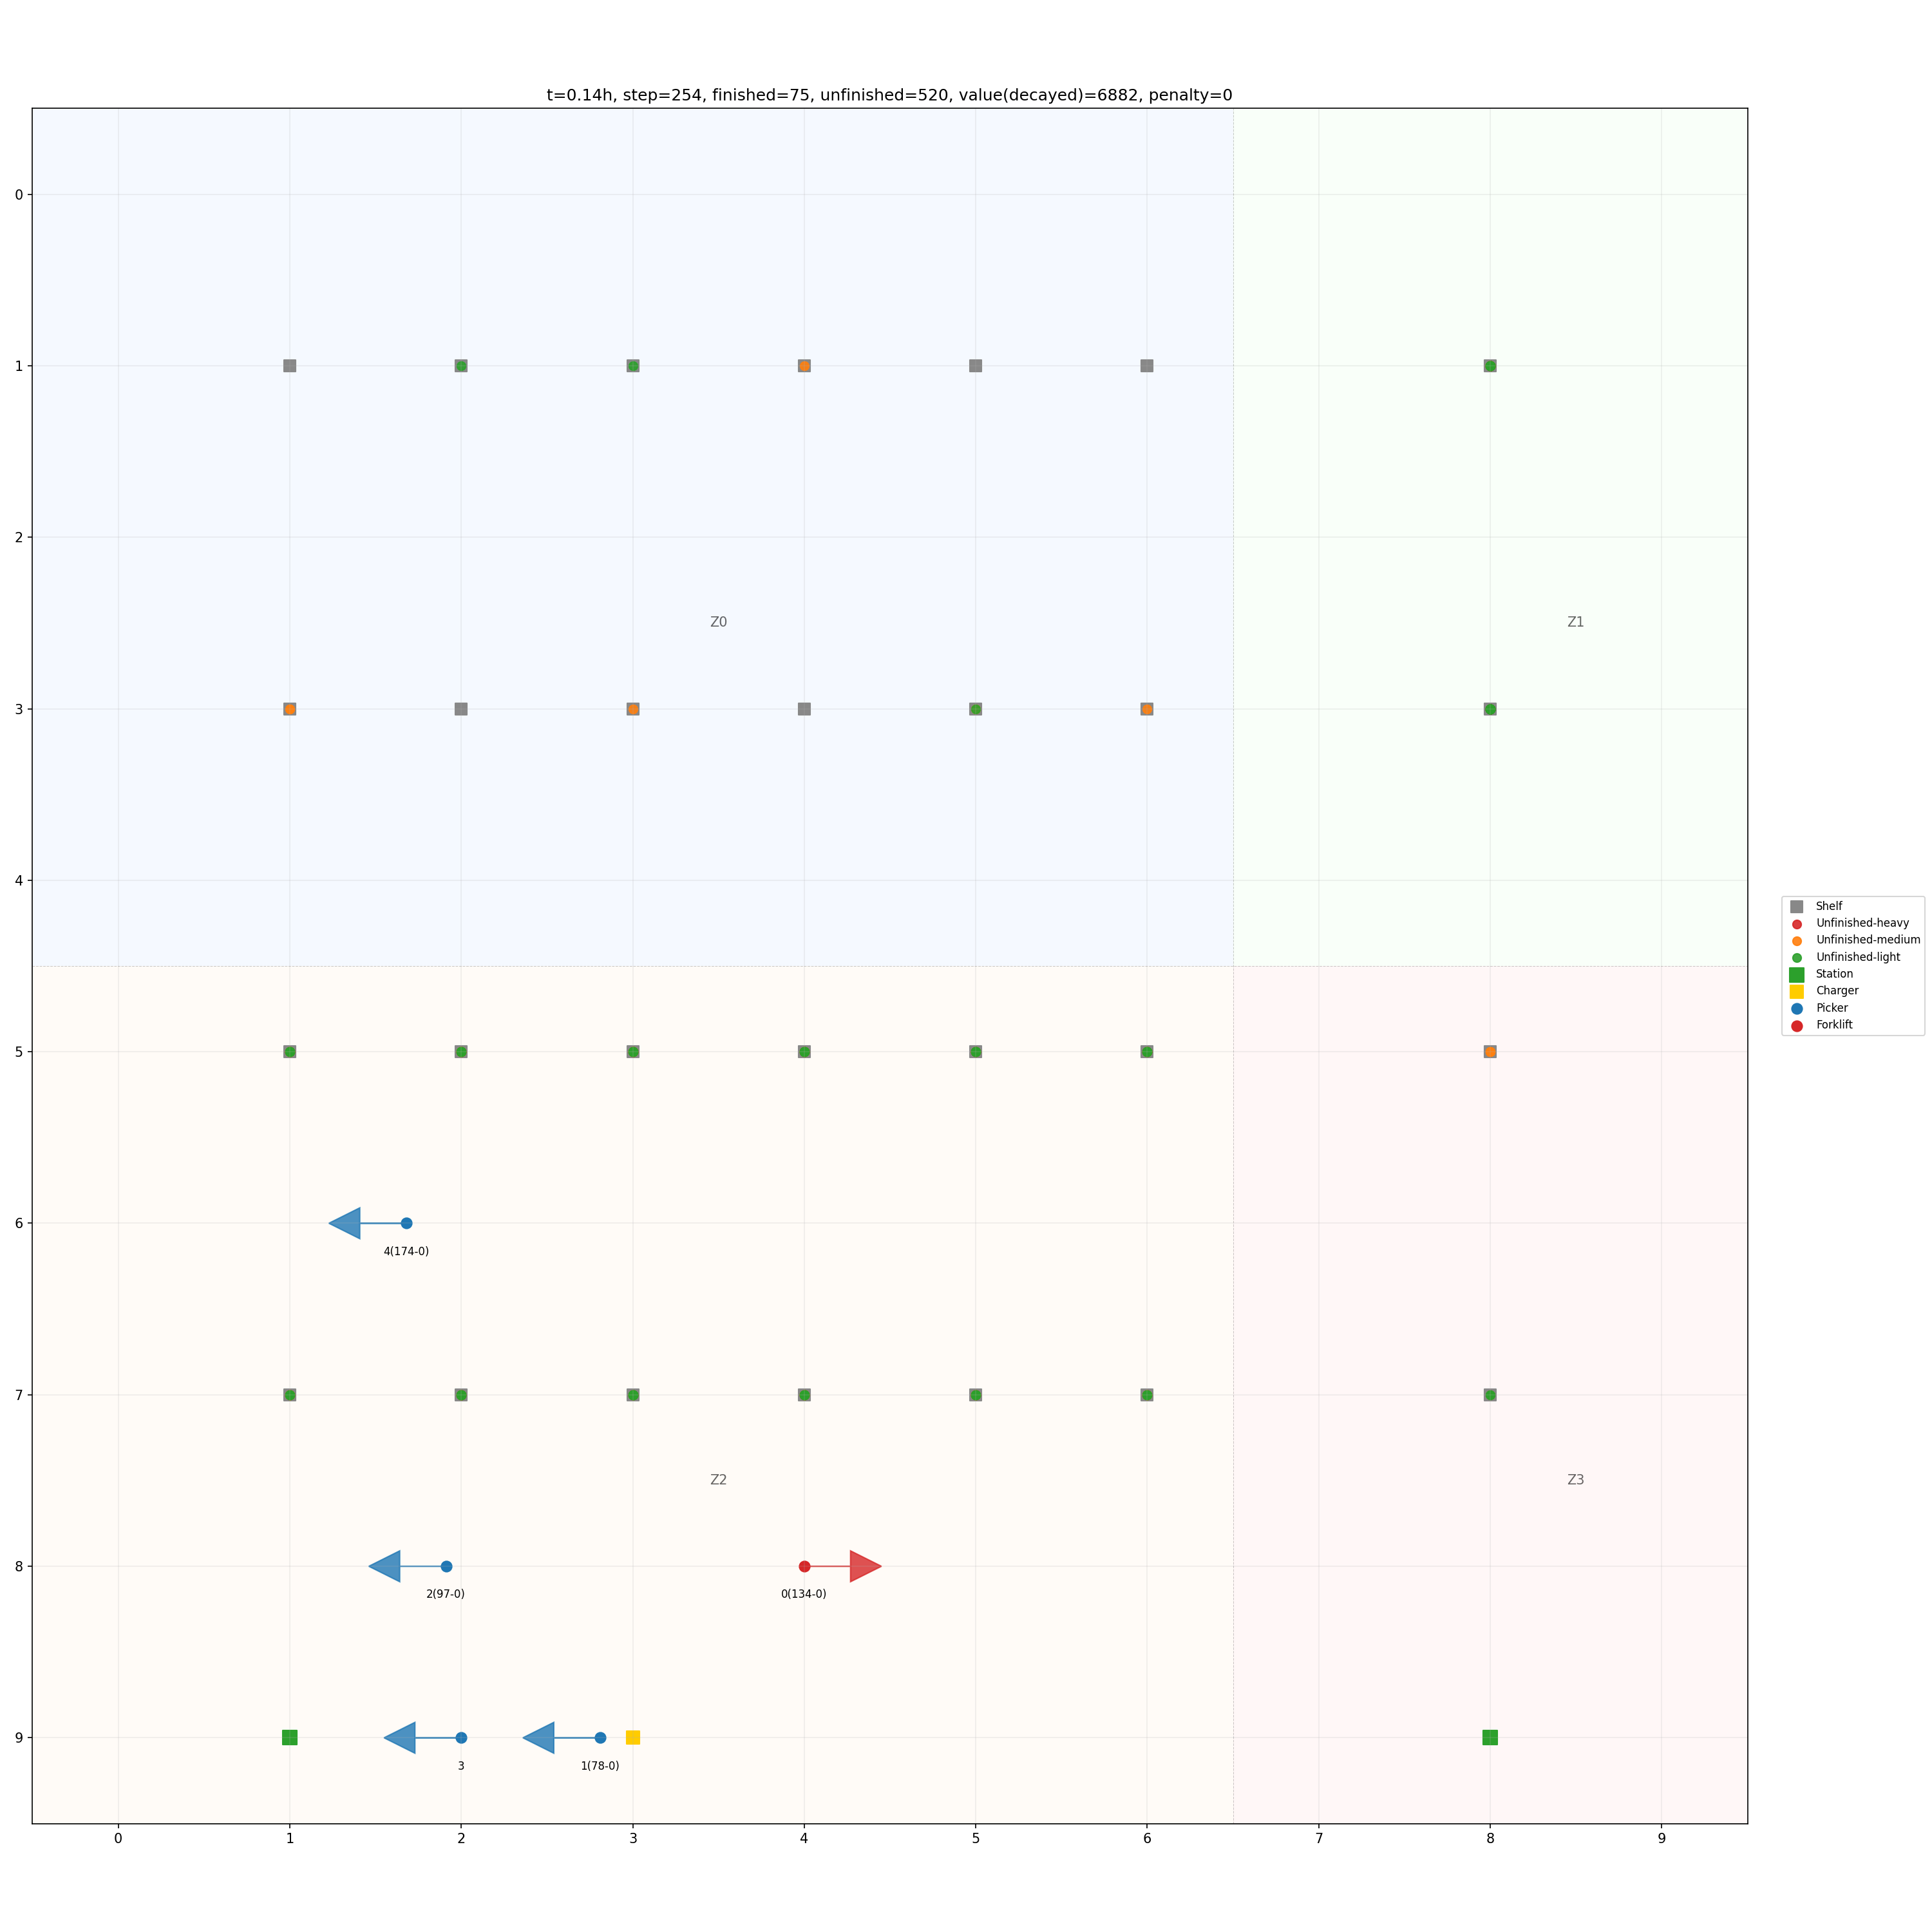 t=0.14h, step=254, finished=75, unfinished=520, value(decayed)=6882, penalty=0
0
1
2
Z0
Z1
3
4
Shelf
Unfinished-heavy
Unfinished-medium
Unfinished-light
Station
Charger
Picker
Forklift
5
6
4(174-0)
7
Z2
Z3
8
2(97-0)
0(134-0)
9
3
1(78-0)
0 1 2 3 4 5 6 7 8 9